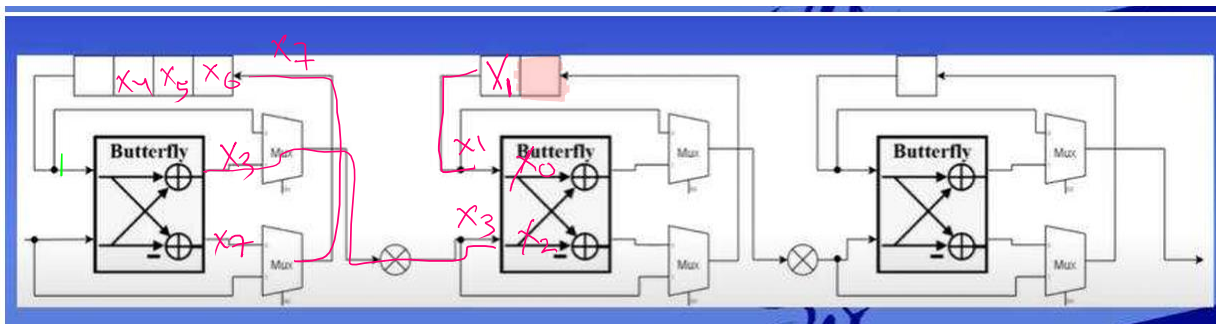 X7
X4 X5 X6
X1
Butterfly
X3
Mux
X7
Mux
X1
Butterfly
X0
Mux
X3
X2
Mux
Butterfly
Mux
Mux